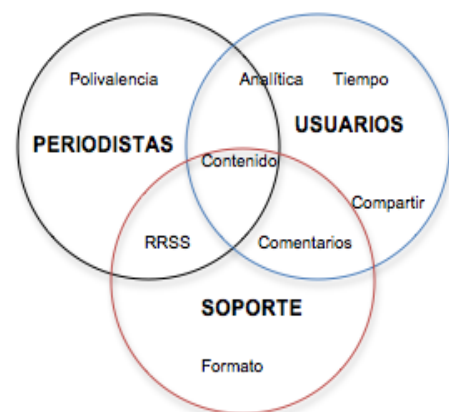 Polivalencia
Analítica
Tiempo
USUARIOS
PERIODISTAS
Contenido
Compartir
RRSS
Comentarios
SOPORTE
Formato